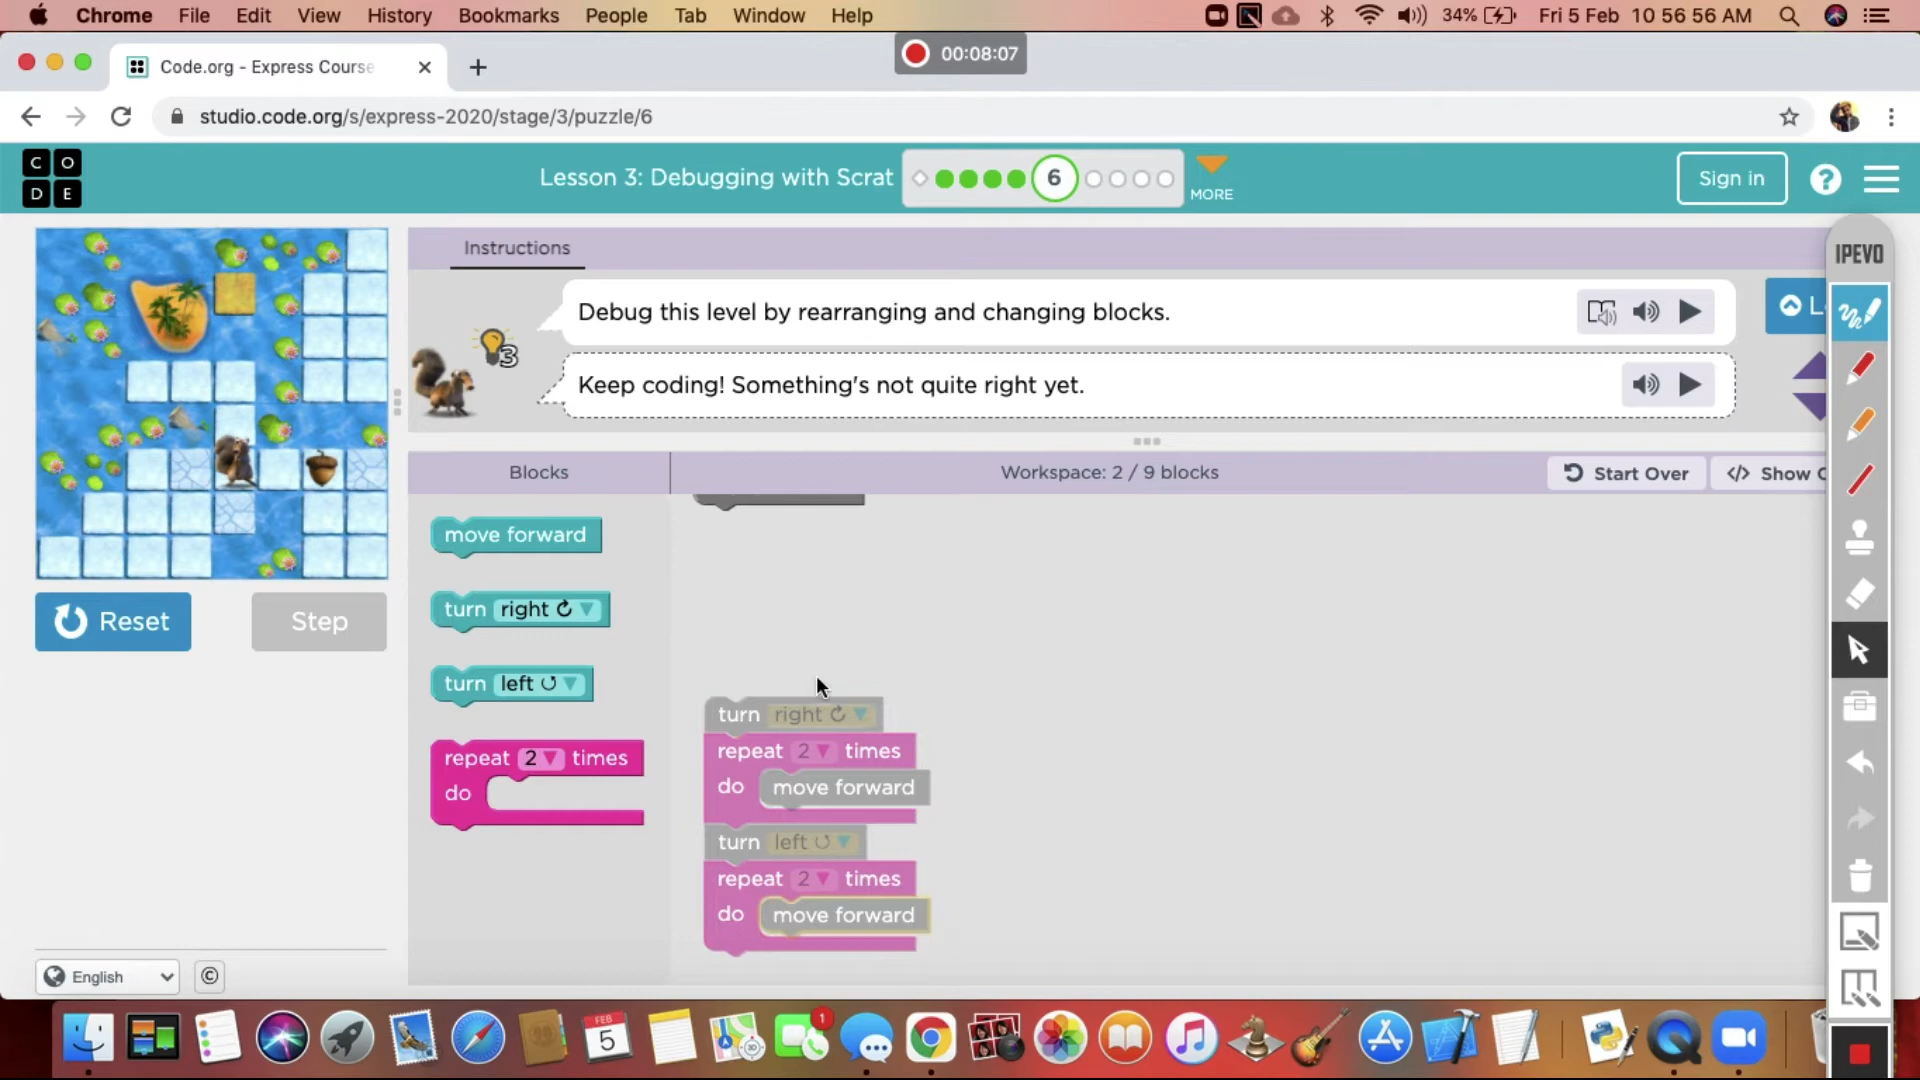 Chrome File Edit View History Bookmarks People Tab Window Help 34% Fri 5 Feb 10 56 56 AM
00:08:07
Code.org - Express Course
studio.code.org/s/express-2020/stage/3/puzzle/6
C O
D E
Lesson 3: Debugging with Scrat
6
MORE
Sign in
?
Instructions
IPEVO
Debug this level by rearranging and changing blocks.
3
Keep coding! Something's not quite right yet.
Blocks
Workspace: 2 / 9 blocks
Start Over
</> Show
move forward
turn right
turn left
repeat 2 times
do
turn right
repeat 2 times
do move forward
turn left
repeat 2 times
do move forward
Reset
Step
English
©
FEB
5
1